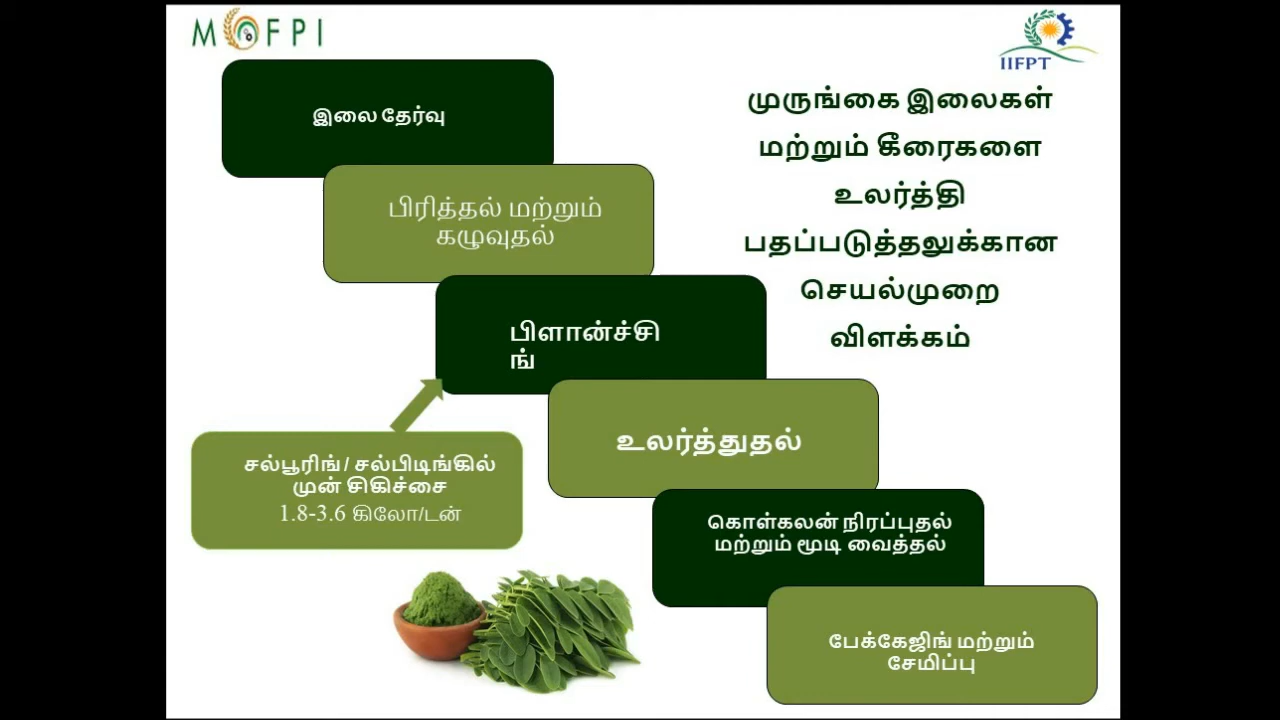 MOFPI
IIFPT
முருங்கை இலைகள்
மற்றும் கீரைகளை
உலர்த்தி
பதப்படுத்தலுக்கான
செயல்முறை
விளக்கம்
இலை தேர்வு
பிரித்தல் மற்றும்
கழுவுதல்
பிளான்ச்சி
ங்
உலர்த்துதல்
சல்பூரிங் / சல்பிடிங்கில்
முன் சிகிச்சை
1.8-3.6 கிலோ/டன்
கொள்கலன் நிரப்புதல்
மற்றும் மூடி வைத்தல்
பேக்கேஜிங் மற்றும்
சேமிப்பு